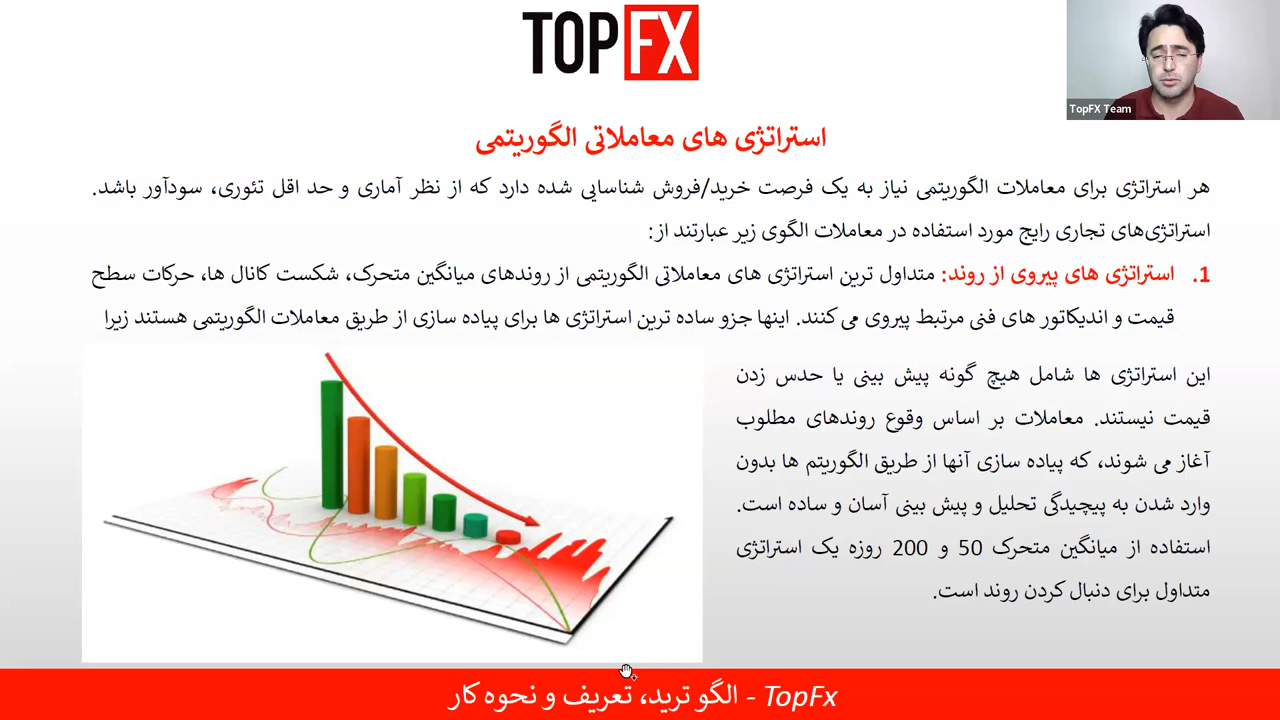 TOPFX
TopFX Team
استراتژی های معاملاتی الگوریتمی
هر استراتژی برای معاملات الگوریتمی نیاز به یک فرصت خرید/فروش شناسایی شده دارد که از نظر آماری و حد اقل تئوری، سودآور باشد.
استراتژی‌های تجاری رایج مورد استفاده در معاملات الگوی زیر عبارتند از:
1. استراتژی های پیروی از روند: متداول ترین استراتژی های معاملاتی الگوریتمی از روندهای میانگین متحرک، شکست کانال ها، حرکات سطح
قیمت و اندیکاتور های فنی مرتبط پیروی می کنند. اینها جزو ساده ترین استراتژی ها برای پیاده سازی از طریق معاملات الگوریتمی هستند زیرا
این استراتژی ها شامل هیچ گونه پیش بینی یا حدس زدن
قیمت نیستند. معاملات بر اساس وقوع روندهای مطلوب
آغاز می شوند، که پیاده سازی آنها از طریق الگوریتم ها بدون
وارد شدن به پیچیدگی تحلیل و پیش بینی آسان و ساده است.
استفاده از میانگین متحرک 50 و 200 روزه یک استراتژی
متداول برای دنبال کردن روند است.
TopFx - الگو ترید، تعریف و نحوه کار